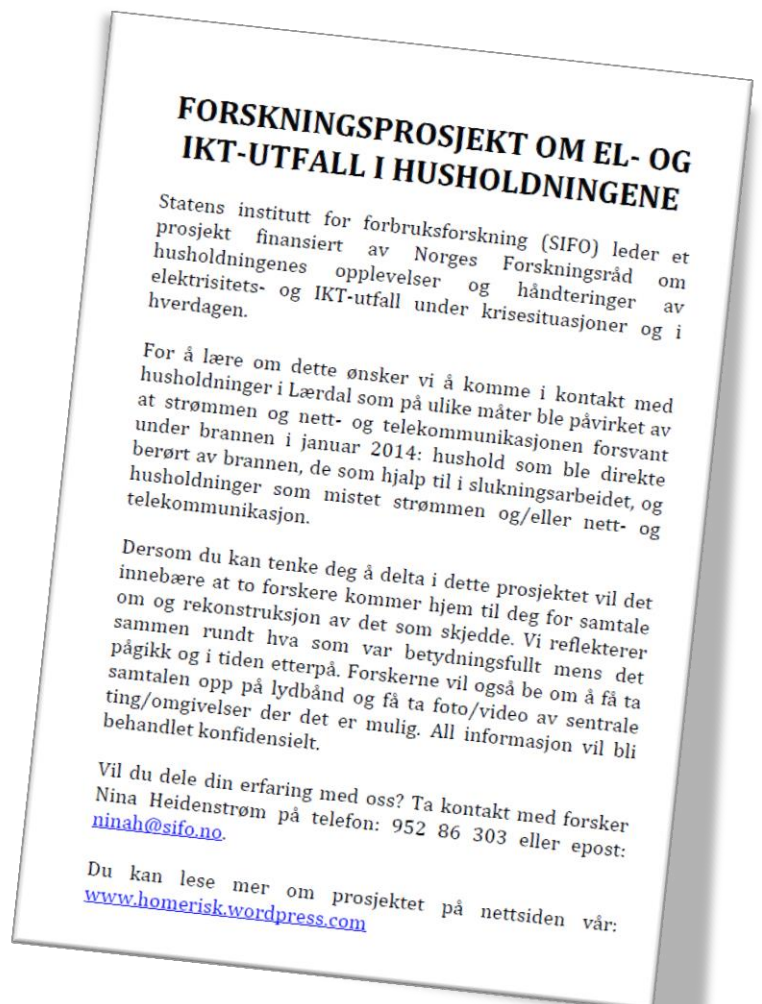 FORSKNINGSPROSJEKT OM EL- OG
IKT-UTFALL I HUSHOLDNINGENE
Statens institutt for forbruksforskning (SIFO) leder et
prosjekt finansiert av Norges Forskningsråd om
husholdningenes opplevelser og håndteringer av
elektrisitets- og IKT-utfall under krisesituasjoner og i
hverdagen.
For å lære om dette ønsker vi å komme i kontakt med
husholdninger i Lærdal som på ulike måter ble påvirket av
at strømmen og nett- og telekommunikasjonen forsvant
under brannen i januar 2014: hushold som ble direkte
berørt av brannen, de som hjalp til i slukningsarbeidet, og
husholdninger som mistet strømmen og/eller nett- og
telekommunikasjon.
Dersom du kan tenke deg å delta i dette prosjektet vil det
innebære at to forskere kommer hjem til deg for samtale
om og rekonstruksjon av det som skjedde. Vi reflekterer
sammen rundt hva som var betydningsfullt mens det
pågikk og i tiden etterpå. Forskerne vil også be om å få ta
samtalen opp på lydbånd og få ta foto/video av sentrale
ting/omgivelser der det er mulig. All informasjon vil bli
behandlet konfidensielt.
Vil du dele din erfaring med oss? Ta kontakt med forsker
Nina Heidenstrøm på telefon: 952 86 303 eller epost:
ninah@sifo.no.
Du kan lese mer om prosjektet på nettsiden vår:
www.homerisk.wordpress.com